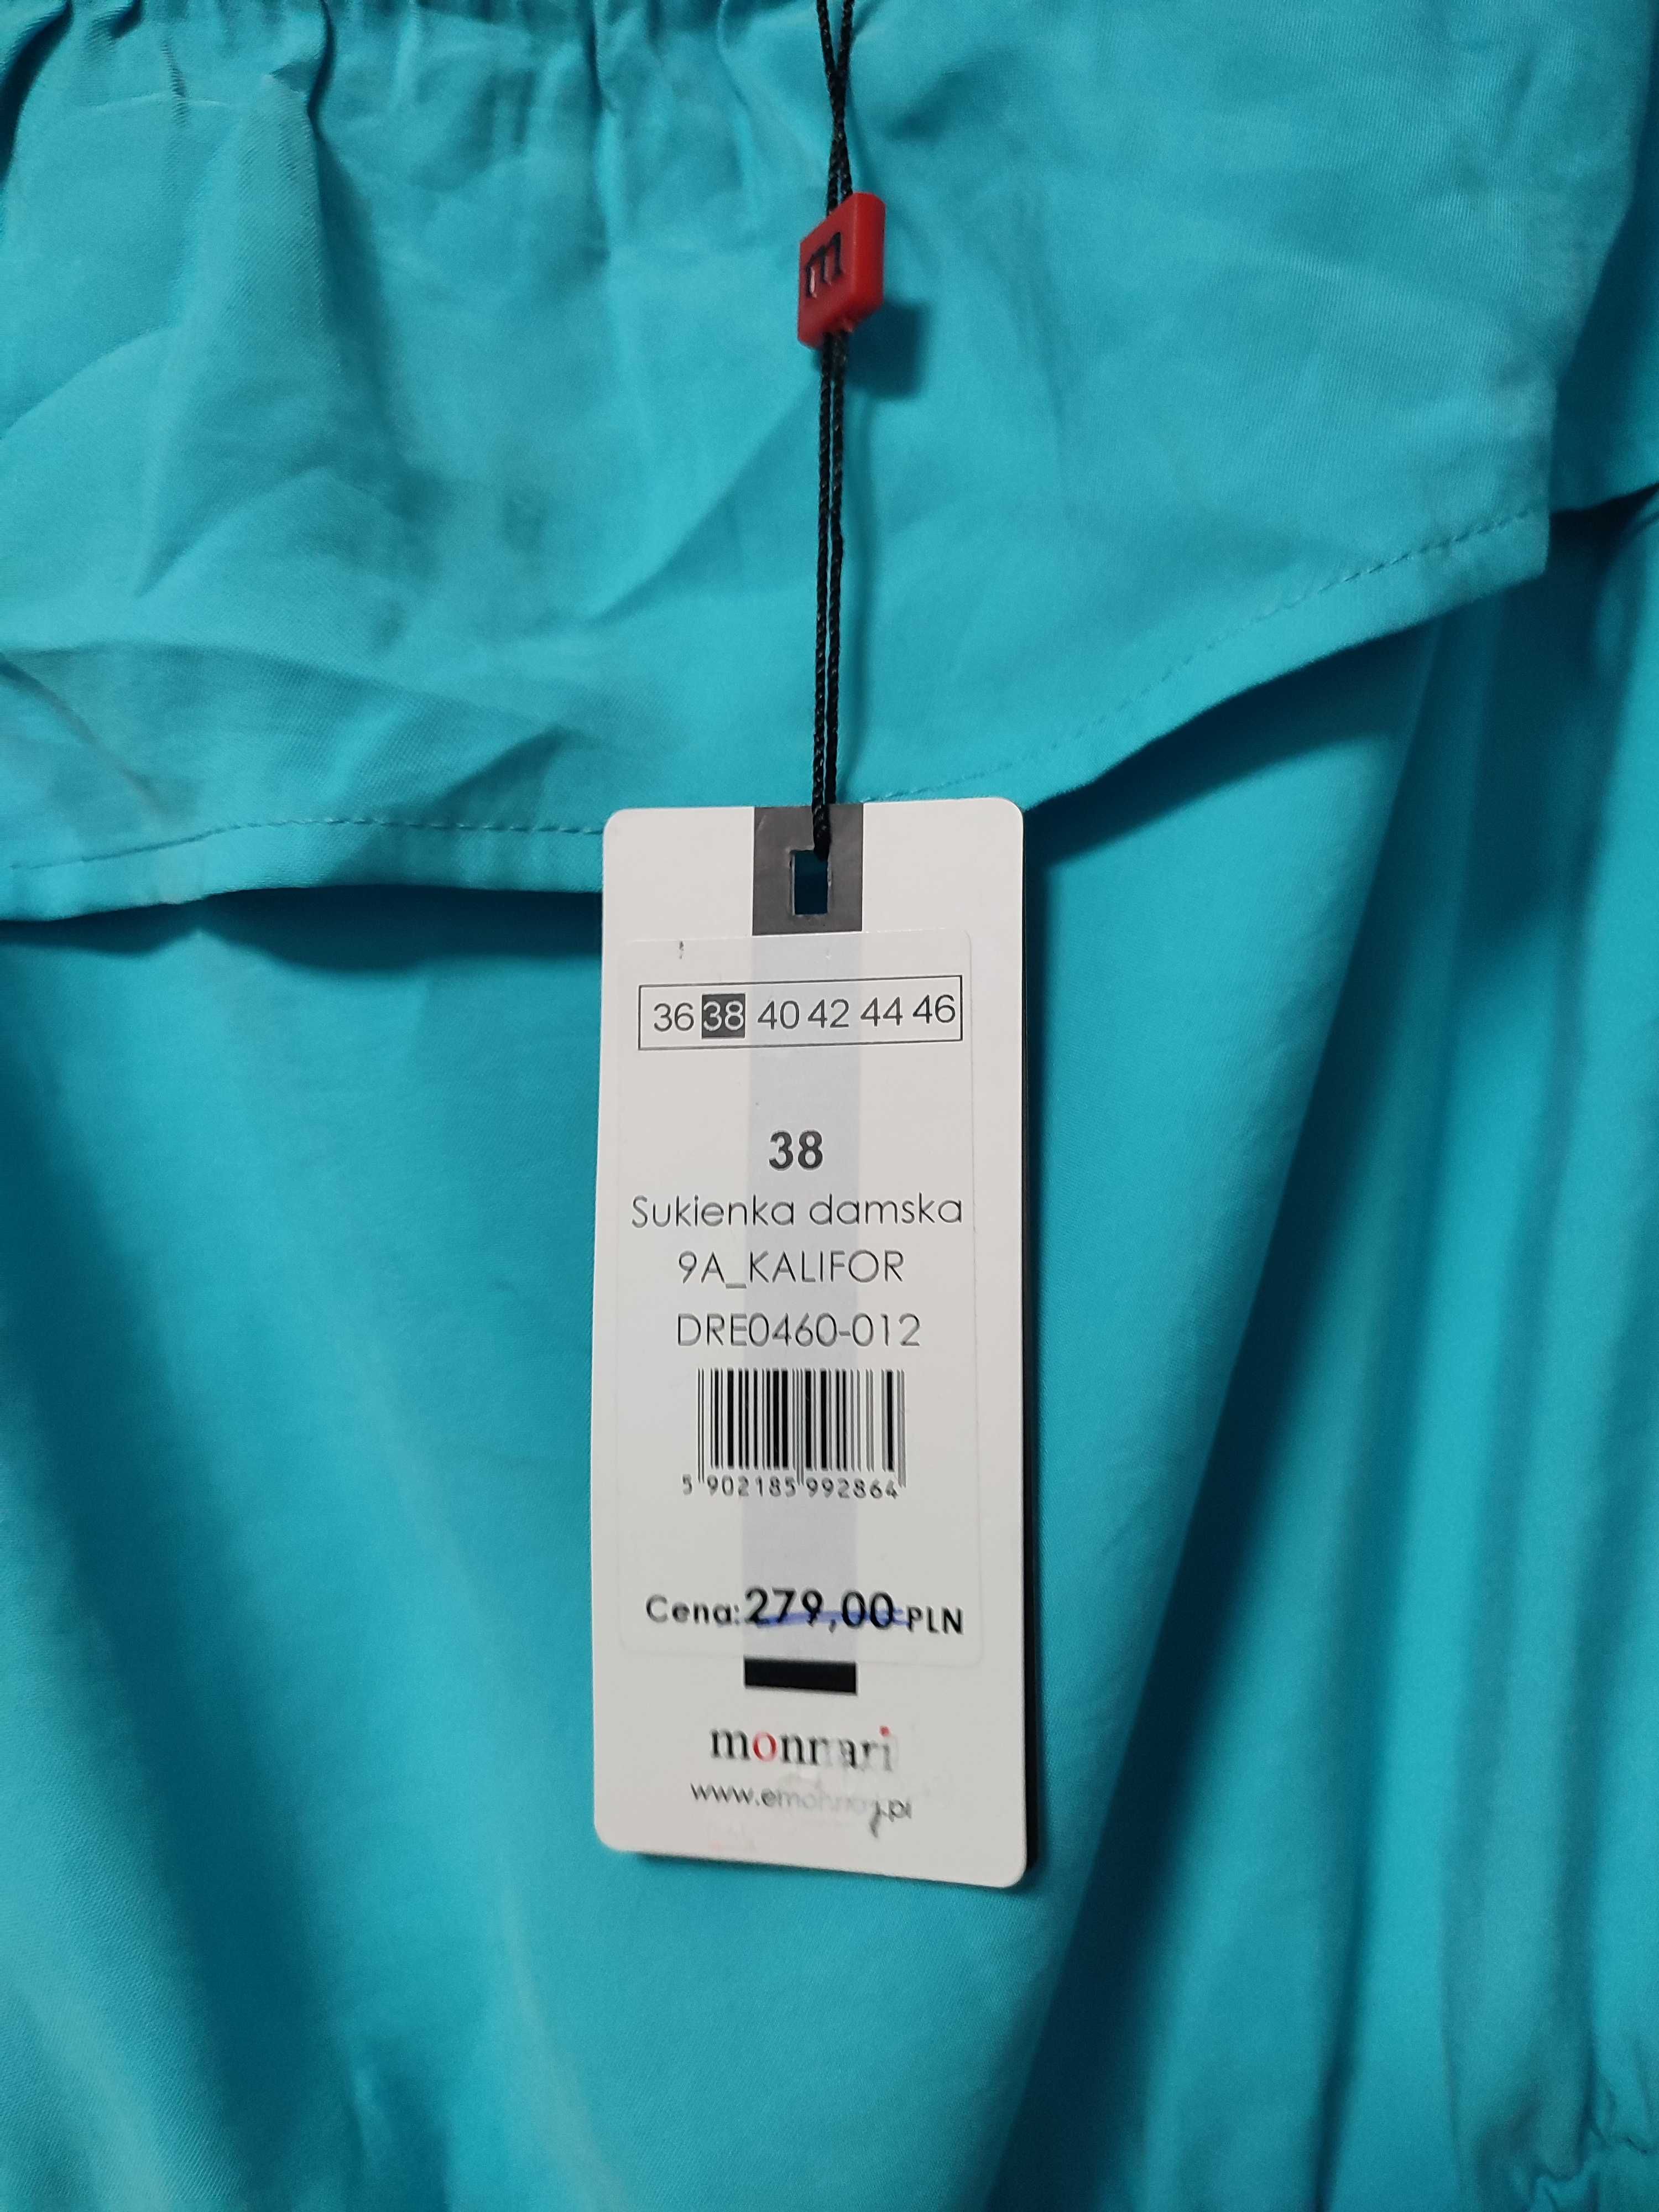 m
36 38 40 42 44 46
38
Sukienka damska
9A_KALIFOR
DRE0460-012
5 902185 992864
Cena: 279,00 PLN
monnari